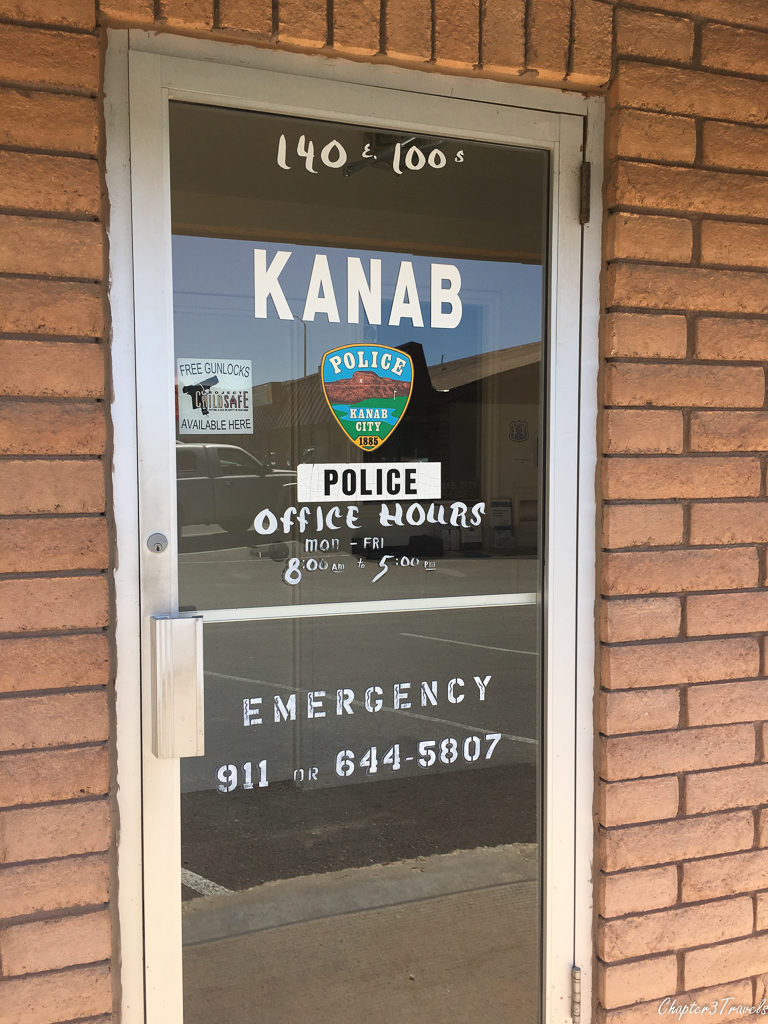 140 E. 100 S
KANAB
FREE GUNLOCKS
PROJECT
CHILDSAFE
AVAILABLE HERE
POLICE
KANAB
CITY
1885
POLICE
OFFICE HOURS
MON - FRI
8:00 AM to 5:00 PM
EMERGENCY
911 OR 644-5807
Chapter3Travels